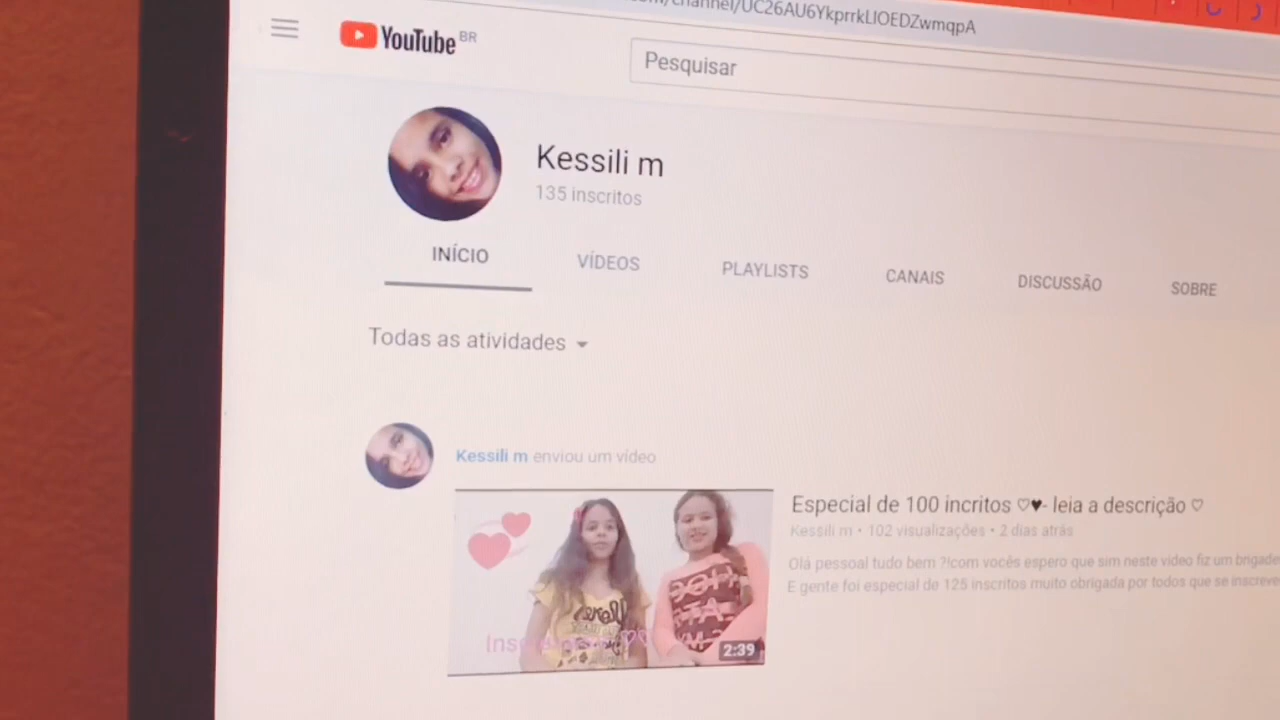 /channel/UC26AU6YkprrkLIOEDZwmqpA
YouTube BR
Pesquisar
Kessili m
135 inscritos
INÍCIO VÍDEOS PLAYLISTS CANAIS DISCUSSÃO SOBRE
Todas as atividades
Kessili m enviou um vídeo
Especial de 100 incritos ♡♥- leia a descrição ♡
Kessili m • 102 visualizações • 2 dias atrás
Olá pessoal tudo bem ?!com vocês espero que sim neste video fiz um
E gente foi especial de 125 inscritos muito obrigada por todos que se
2:39